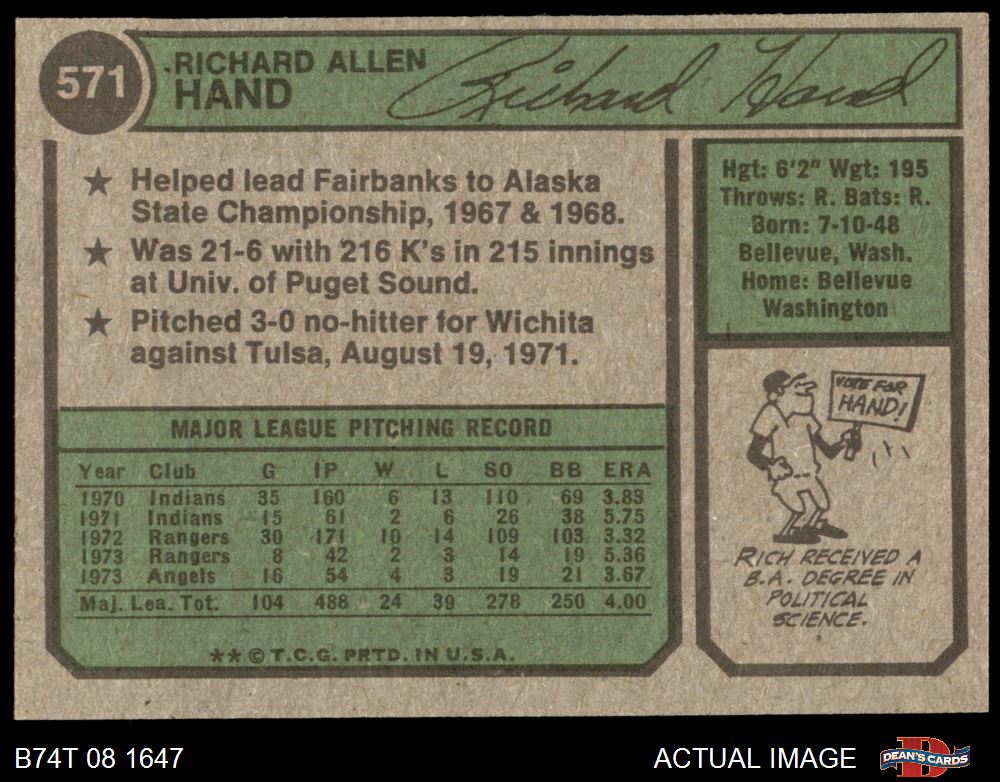 571
RICHARD ALLEN
HAND
Richard Hand
★ Helped lead Fairbanks to Alaska
State Championship, 1967 & 1968.
★ Was 21-6 with 216 K's in 215 innings
at Univ. of Puget Sound.
★ Pitched 3-0 no-hitter for Wichita
against Tulsa, August 19, 1971.
Hgt: 6'2" Wgt: 195
Throws: R. Bats: R.
Born: 7-10-48
Bellevue, Wash.
Home: Bellevue
Washington
MAJOR LEAGUE PITCHING RECORD
Year Club G IP W L SO BB ERA
1970 Indians 35 160 6 13 110 69 3.83
1971 Indians 15 61 2 6 26 38 5.75
1972 Rangers 30 171 10 14 109 103 3.32
1973 Rangers 8 42 2 3 14 19 5.36
1973 Angels 16 54 4 3 19 21 3.67
Maj. Lea. Tot. 104 488 24 39 278 250 4.00
** © T.C.G. PRTD. IN U.S.A.
VOTE FOR
HAND!
RICH RECEIVED A
B.A. DEGREE IN
POLITICAL
SCIENCE.
B74T 08 1647
ACTUAL IMAGE
DEAN'S CARDS